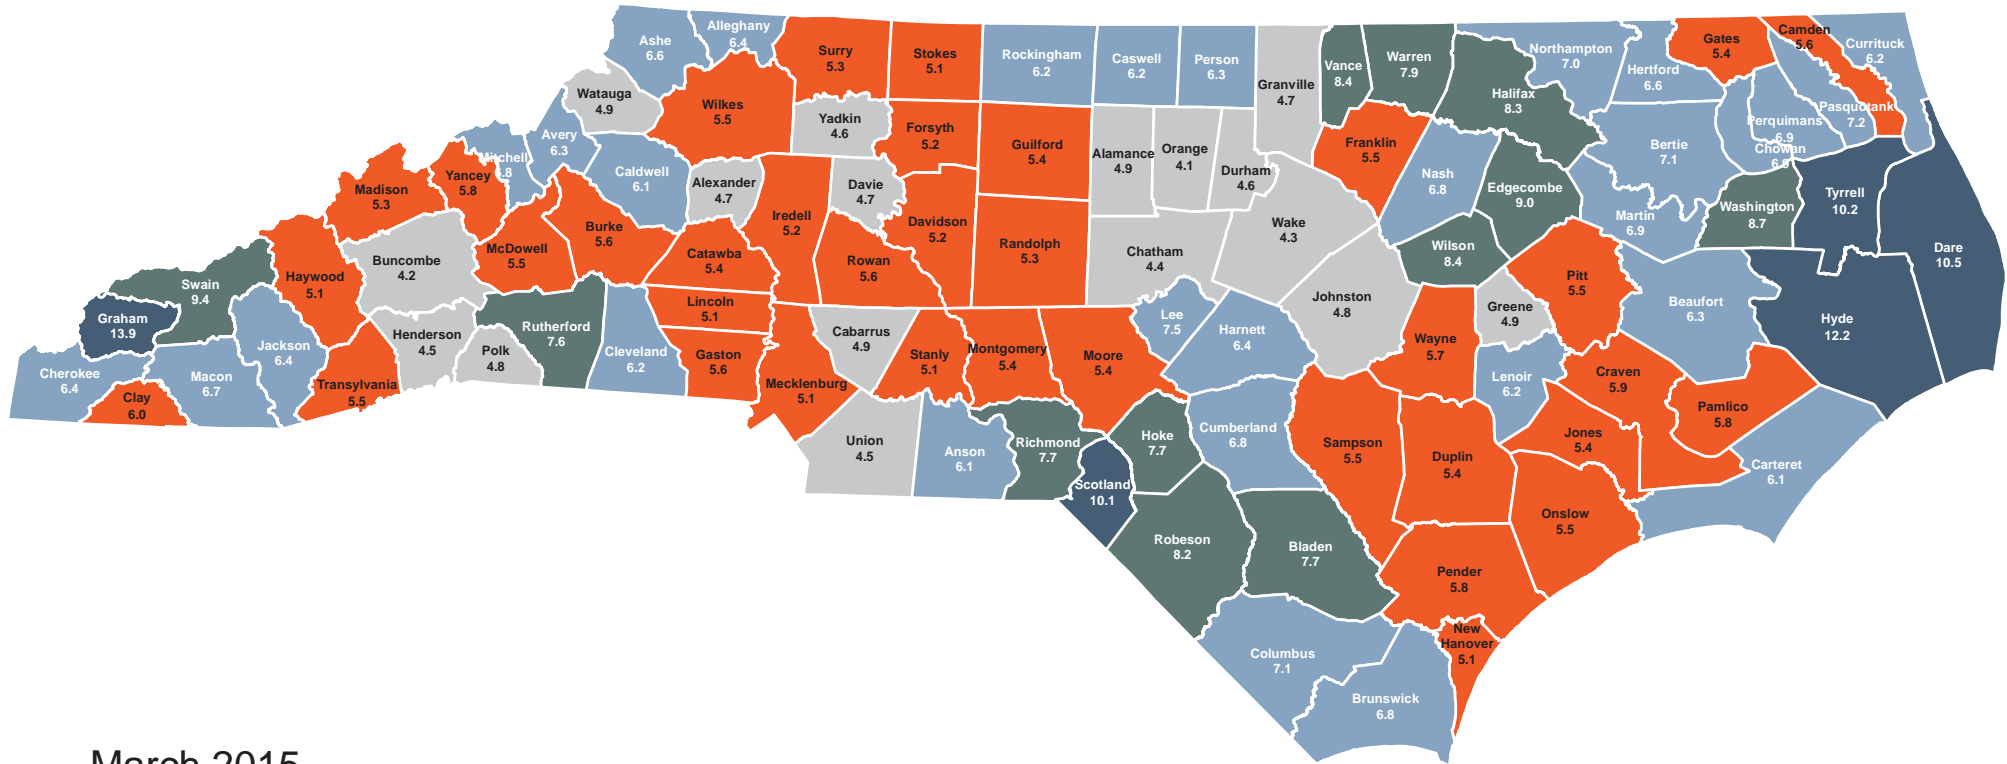 Alleghany
6.4
Ashe
6.6
Surry
5.3
Stokes
5.1
Rockingham
6.2
Caswell
6.2
Person
6.3
Granville
4.7
Vance
8.4
Warren
7.9
Northampton
7.0
Hertford
6.6
Gates
5.4
Camden
5.6
Currituck
6.2
Watauga
4.9
Wilkes
5.5
Yadkin
4.6
Forsyth
5.2
Guilford
5.4
Alamance
4.9
Orange
4.1
Durham
4.6
Franklin
5.5
Halifax
8.3
Nash
6.8
Edgecombe
9.0
Bertie
7.1
Pasquotank
7.2
Perquimans
6.9
Chowan
6.9
Avery
6.3
Mitchell
6.8
Yancey
5.8
Madison
5.3
Caldwell
6.1
Alexander
4.7
Iredell
5.2
Davie
4.7
Davidson
5.2
Randolph
5.3
Chatham
4.4
Wake
4.3
Wilson
8.4
Martin
6.9
Washington
8.7
Tyrrell
10.2
Dare
10.5
Buncombe
4.2
McDowell
5.5
Burke
5.6
Catawba
5.4
Rowan
5.6
Haywood
5.1
Swain
9.4
Graham
13.9
Jackson
6.4
Henderson
4.5
Polk
4.8
Rutherford
7.6
Cleveland
6.2
Lincoln
5.1
Gaston
5.6
Mecklenburg
5.1
Cabarrus
4.9
Stanly
5.1
Montgomery
5.4
Moore
5.4
Lee
7.5
Harnett
6.4
Johnston
4.8
Wayne
5.7
Greene
4.9
Pitt
5.5
Beaufort
6.3
Hyde
12.2
Cherokee
6.4
Clay
6.0
Macon
6.7
Transylvania
5.5
Union
4.5
Anson
6.1
Richmond
7.7
Scotland
10.1
Hoke
7.7
Cumberland
6.8
Sampson
5.5
Duplin
5.4
Lenoir
6.2
Craven
5.9
Jones
5.4
Pamlico
5.8
Carteret
6.1
Onslow
5.5
Robeson
8.2
Bladen
7.7
Pender
5.8
New
Hanover
5.1
Columbus
7.1
Brunswick
6.8
March 2015